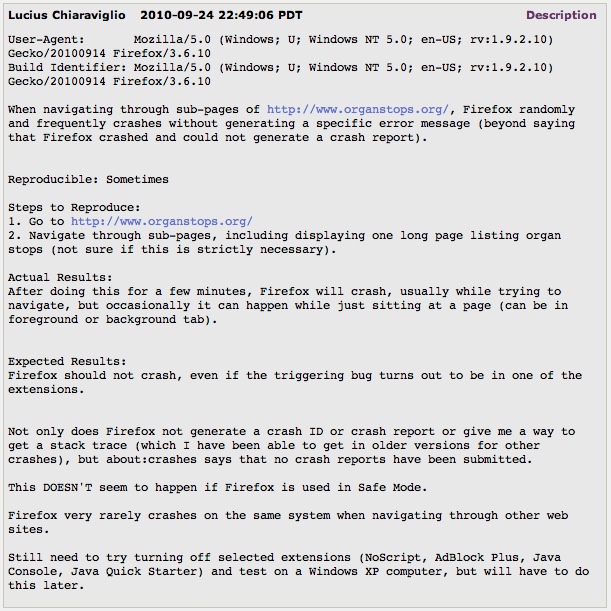 Lucius Chiaraviglio 2010-09-24 22:49:06 PDT Description
User-Agent: Mozilla/5.0 (Windows; U; Windows NT 5.0; en-US; rv:1.9.2.10)
Gecko/20100914 Firefox/3.6.10
Build Identifier: Mozilla/5.0 (Windows; U; Windows NT 5.0; en-US; rv:1.9.2.10)
Gecko/20100914 Firefox/3.6.10
When navigating through sub-pages of http://www.organstops.org/, Firefox randomly
and frequently crashes without generating a specific error message (beyond saying
that Firefox crashed and could not generate a crash report).
Reproducible: Sometimes
Steps to Reproduce:
1. Go to http://www.organstops.org/
2. Navigate through sub-pages, including displaying one long page listing organ
stops (not sure if this is strictly necessary).
Actual Results:
After doing this for a few minutes, Firefox will crash, usually while trying to
navigate, but occasionally it can happen while just sitting at a page (can be in
foreground or background tab).
Expected Results:
Firefox should not crash, even if the triggering bug turns out to be in one of the
extensions.
Not only does Firefox not generate a crash ID or crash report or give me a way to
get a stack trace (which I have been able to get in older versions for other
crashes), but about:crashes says that no crash reports have been submitted.
This DOESN'T seem to happen if Firefox is used in Safe Mode.
Firefox very rarely crashes on the same system when navigating through other web
sites.
Still need to try turning off selected extensions (NoScript, AdBlock Plus, Java
Console, Java Quick Starter) and test on a Windows XP computer, but will have to do
this later.